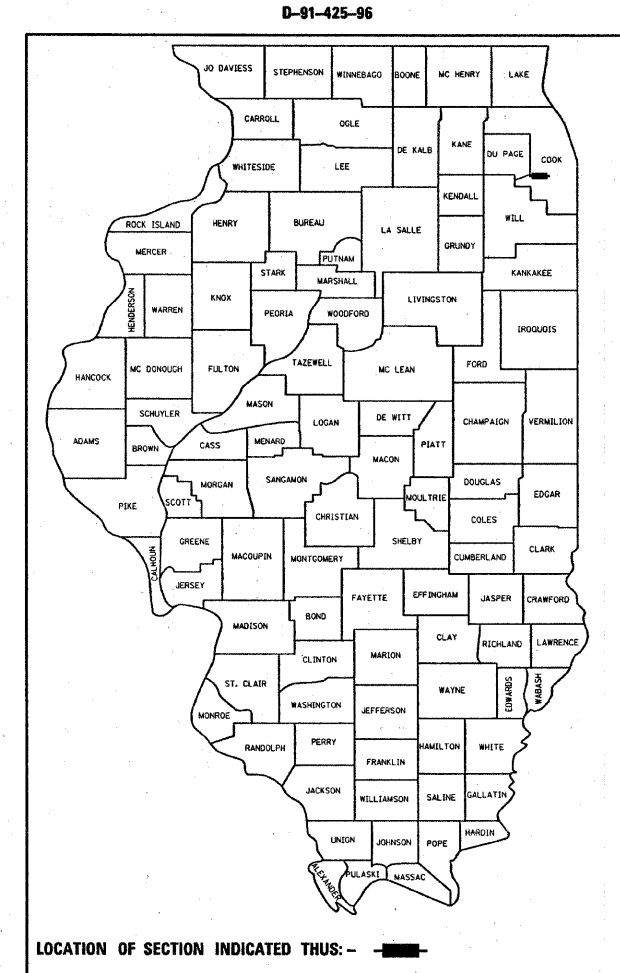 D-91-425-96
JO DAVIESS STEPHENSON WINNEBAGO BOONE MC HENRY LAKE
CARROLL OGLE
DE KALB KANE DU PAGE COOK
WHITESIDE LEE
KENDALL
ROCK ISLAND HENRY BUREAU LA SALLE WILL
MERCER GRUNDY
PUTNAM
STARK MARSHALL KANKAKEE
HENDERSON WARREN KNOX PEORIA WOODFORD LIVINGSTON
IROQUOIS
HANCOCK MC DONOUGH FULTON TAZEWELL MC LEAN FORD
MASON
SCHUYLER LOGAN DE WITT CHAMPAIGN VERMILION
ADAMS BROWN CASS MENARD PIATT
MACON
MORGAN SANGAMON DOUGLAS
PIKE SCOTT MOULTRIE EDGAR
CHRISTIAN COLES
GREENE SHELBY
CALHOUN MACOUPIN MONTGOMERY CUMBERLAND CLARK
JERSEY
FAYETTE EFFINGHAM JASPER CRAWFORD
MADISON BOND
CLAY RICHLAND LAWRENCE
CLINTON MARION
ST. CLAIR WAYNE EDWARDS WABASH
WASHINGTON JEFFERSON
MONROE
RANDOLPH PERRY HAMILTON WHITE
FRANKLIN
JACKSON WILLIAMSON SALINE GALLATIN
UNION JOHNSON POPE HARDIN
ALEXANDER PULASKI MASSAC
LOCATION OF SECTION INDICATED THUS: -